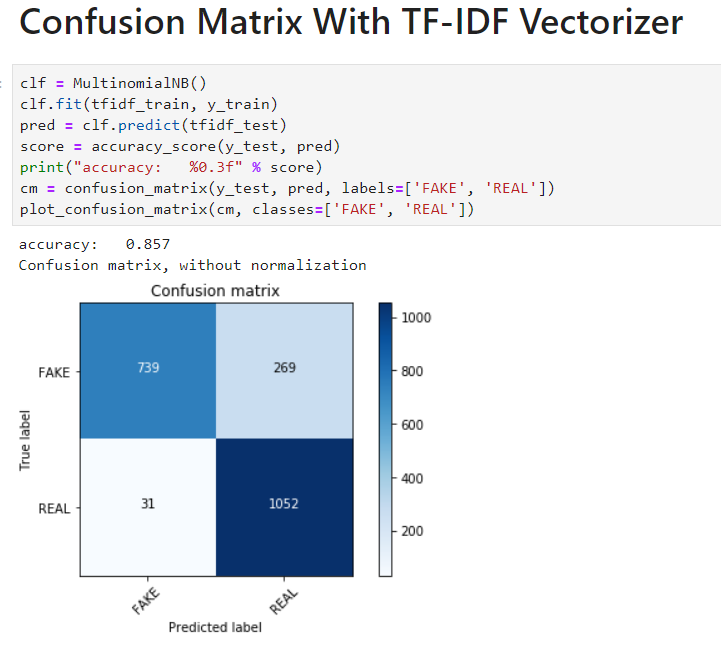 Confusion Matrix With TF-IDF Vectorizer
clf = MultinomialNB()
clf.fit(tfidf_train, y_train)
pred = clf.predict(tfidf_test)
score = accuracy_score(y_test, pred)
print("accuracy:   %0.3f" % score)
cm = confusion_matrix(y_test, pred, labels=['FAKE', 'REAL'])
plot_confusion_matrix(cm, classes=['FAKE', 'REAL'])
accuracy:   0.857
Confusion matrix, without normalization
Confusion matrix
True label
FAKE
739
269
REAL
31
1052
FAKE
REAL
Predicted label
1000
800
600
400
200